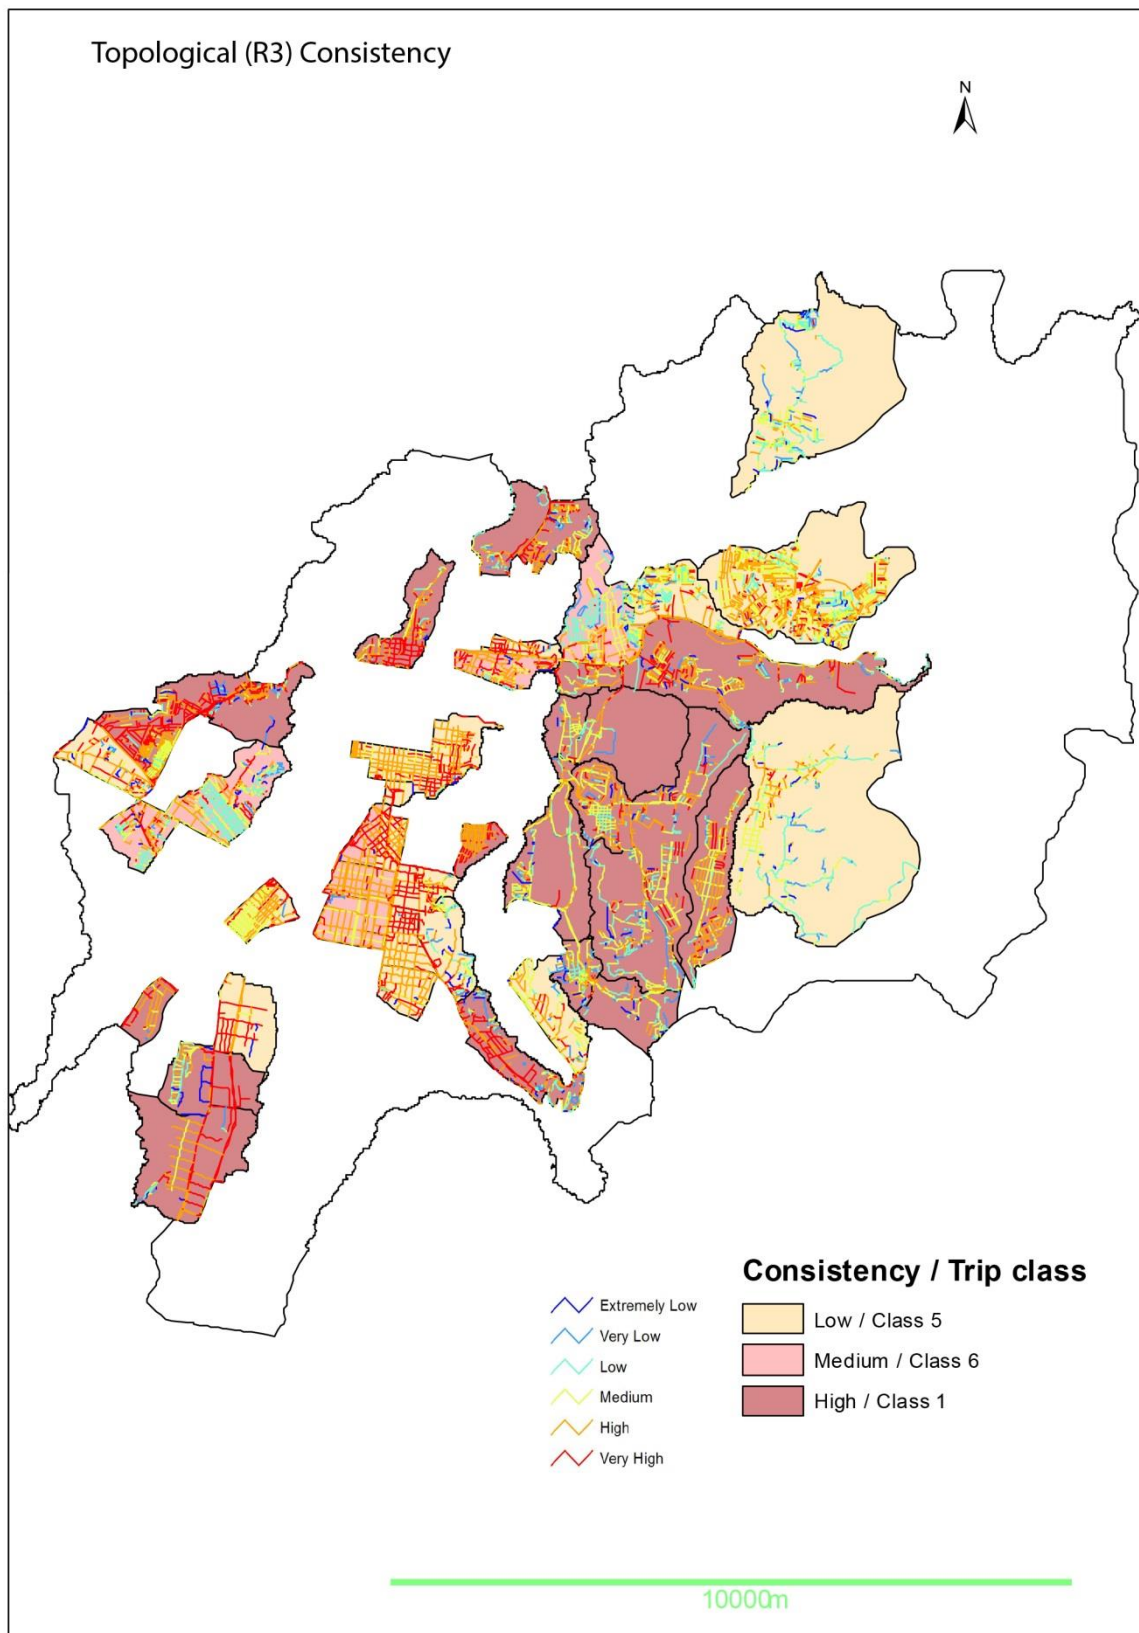 Topological (R3) Consistency
N
Consistency / Trip class
Extremely Low
Very Low
Low
Medium
High
Very High
Low / Class 5
Medium / Class 6
High / Class 1
10000m